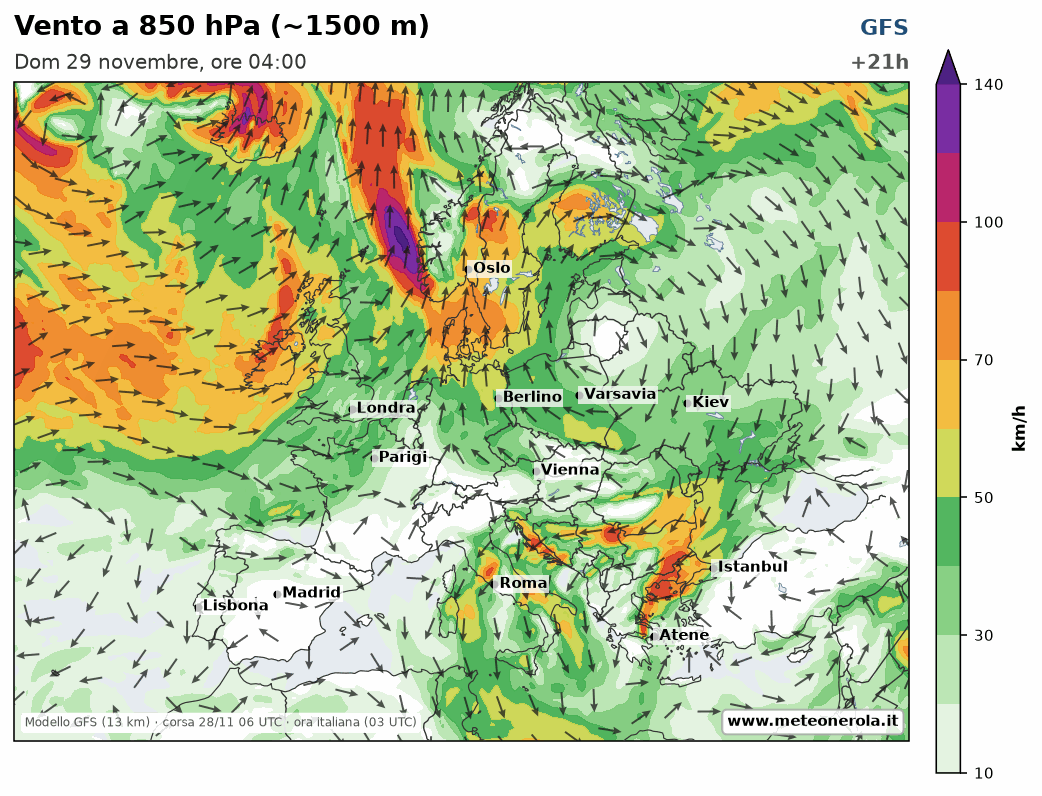 Vento a 850 hPa (~1500 m)
GFS
Dom 29 novembre, ore 04:00
+21h
140
100
70
50
30
10
km/h
Oslo
Londra
Berlino
Varsavia
Kiev
Parigi
Vienna
Roma
Istanbul
Madrid
Lisbona
Atene
Modello GFS (13 km) · corsa 28/11 06 UTC · ora italiana (03 UTC)
www.meteonerola.it